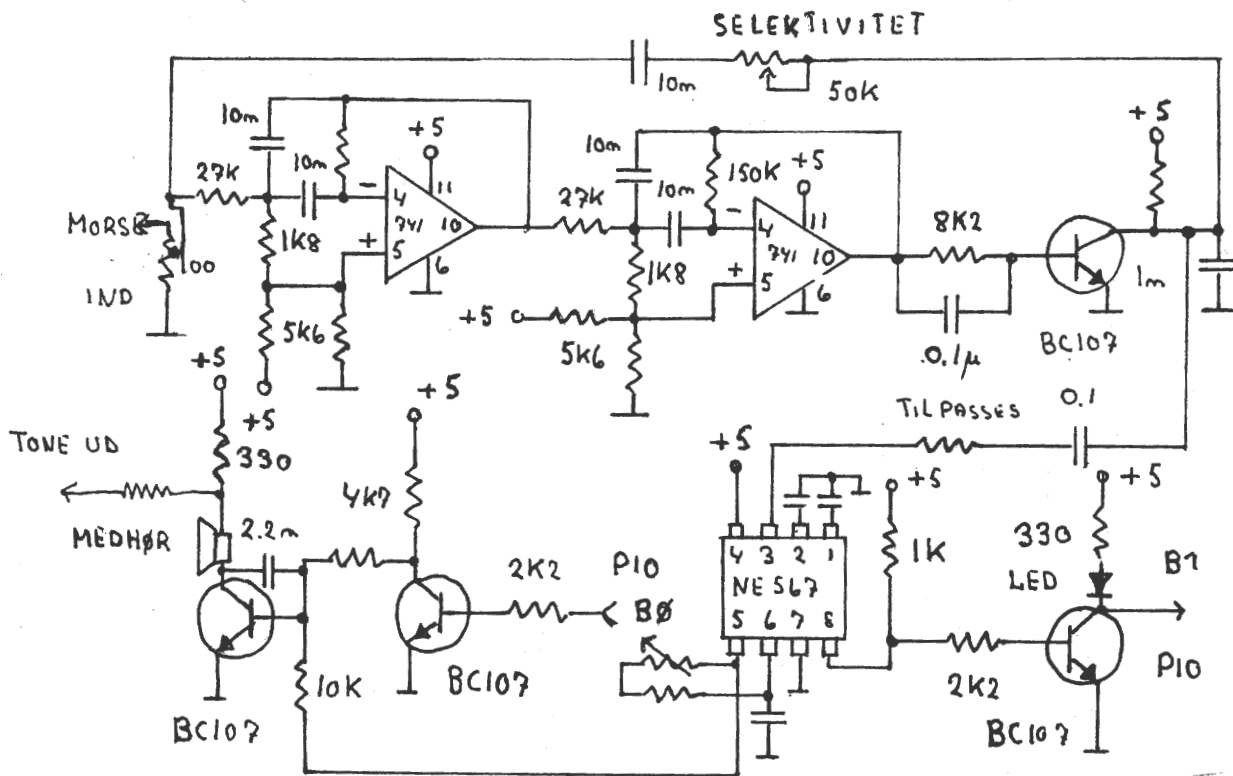 SELEKTIVITET
10m
50K
+5
10m
+5
10m
+5
27K
10m
27K
10m
150K
8K2
- 11
4
741 10
+ 5
6
- 11
4
741 10
+ 5
6
MORSE
100
IND
1K8
1K8
1m
+5
5K6
5K6
0.1µ
BC107
+5
+5
+5
TILPASSES
0.1
TONE UD
330
+5
+5
+5
4K7
MEDHØR
2.2m
4 3 2 1
NE567
5 6 7 8
1K
330
LED
B1
2K2
PIO
BØ
2K2
PIO
10K
BC107
BC107
BC107